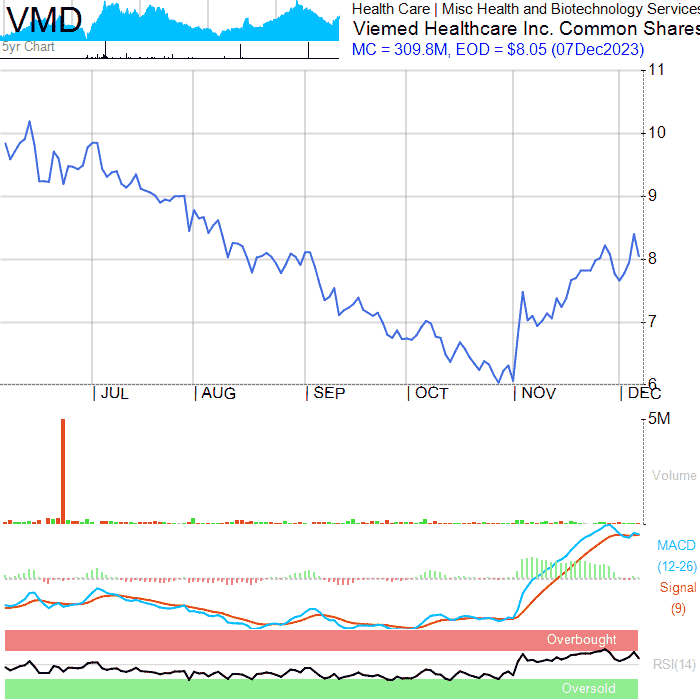 VMD
5yr Chart
Health Care | Misc Health and Biotechnology Services
Viemed Healthcare Inc. Common Shares
MC = 309.8M, EOD = $8.05 (07Dec2023)
11
10
9
8
7
6
JUL
AUG
SEP
OCT
NOV
DEC
5M
Volume
MACD
(12-26)
Signal
(9)
Overbought
RSI(14)
Oversold